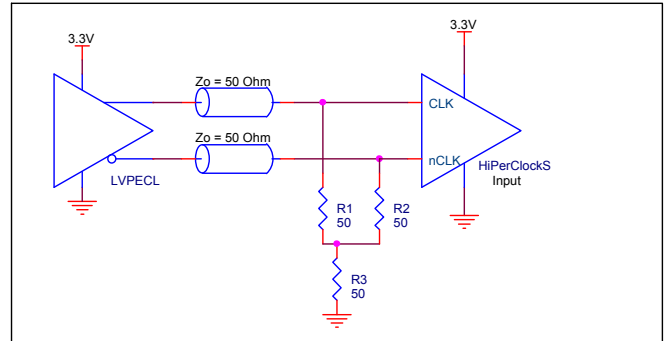 3.3V
3.3V
Zo = 50 Ohm
CLK
Zo = 50 Ohm
nCLK
LVPECL
HiPerClockS
Input
R1
50
R2
50
R3
50